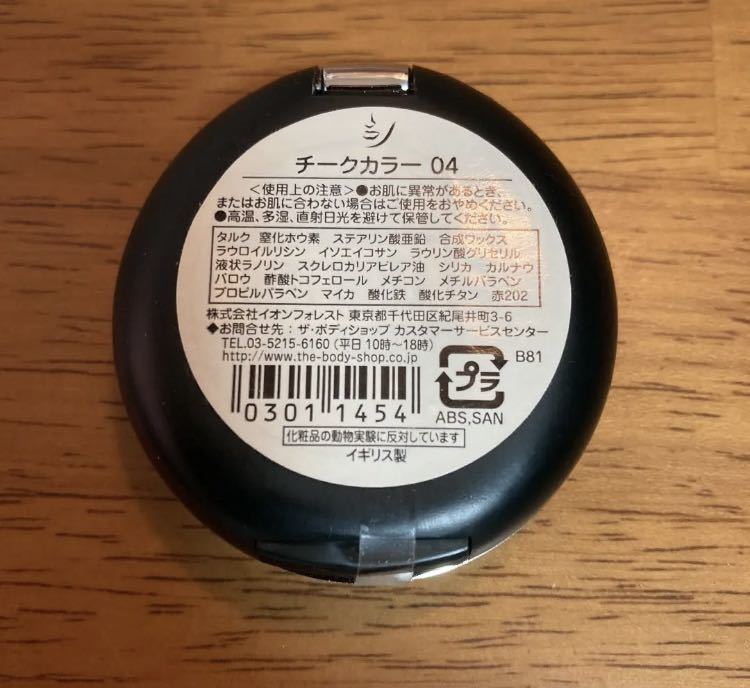 チークカラー 04
＜使用上の注意＞●お肌に異常があるとき、
またはお肌に合わない場合はご使用をおやめください。
●高温、多湿、直射日光を避けて保管してください。
タルク 窒化ホウ素 ステアリン酸亜鉛 合成ワックス
ラウロイルリシン イソエイコサン ラウリン酸グリセリル
液状ラノリン スクレロカリアビレア油 シリカ カルナウ
バロウ 酢酸トコフェロール メチコン メチルパラベン
プロピルパラベン マイカ 酸化鉄 酸化チタン 赤202
株式会社イオンフォレスト 東京都千代田区紀尾井町3-6
◆お問合せ先：ザ・ボディショップ カスタマーサービスセンター
TEL.03-5215-6160 (平日 10時〜18時)
http://www.the-body-shop.co.jp
B81
プラ
0301 1454
ABS,SAN
化粧品の動物実験に反対しています
イギリス製